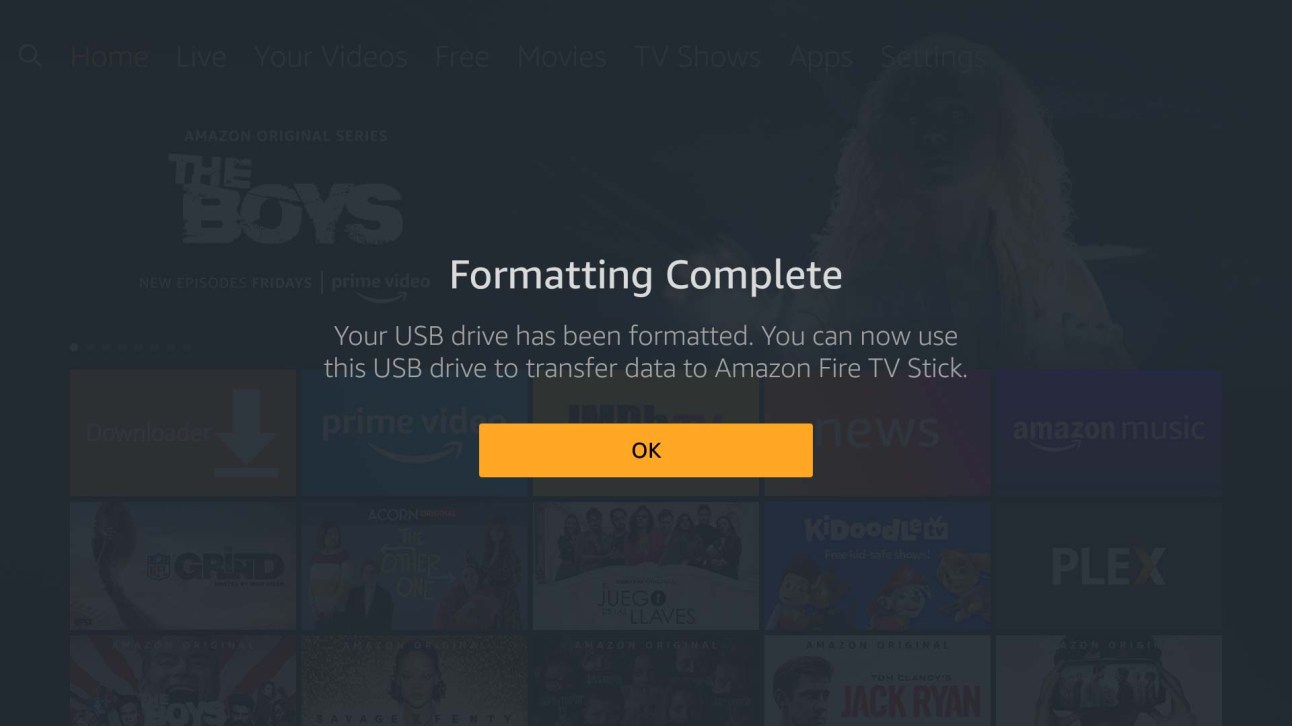 Home Live Your Videos Free Movies TV Shows Apps Settings
AMAZON ORIGINAL SERIES
THE
BOYS
NEW EPISODES FRIDAYS | prime video
Formatting Complete
Your USB drive has been formatted. You can now use
this USB drive to transfer data to Amazon Fire TV Stick.
OK
Downloader prime video news amazon music
NFL GRIND
ACORN ORIGINAL
THE
OTHER
ONE
JUEGO
LLAVES
KiDOODLE TV
Free kid-safe shows!
PLEX
AMAZON ORIGINAL
BOYS
AMAZON ORIGINAL
SAVAGE X FENTY
AMAZON ORIGINAL
AMAZON ORIGINAL
TOM CLANCY'S
JACK RYAN